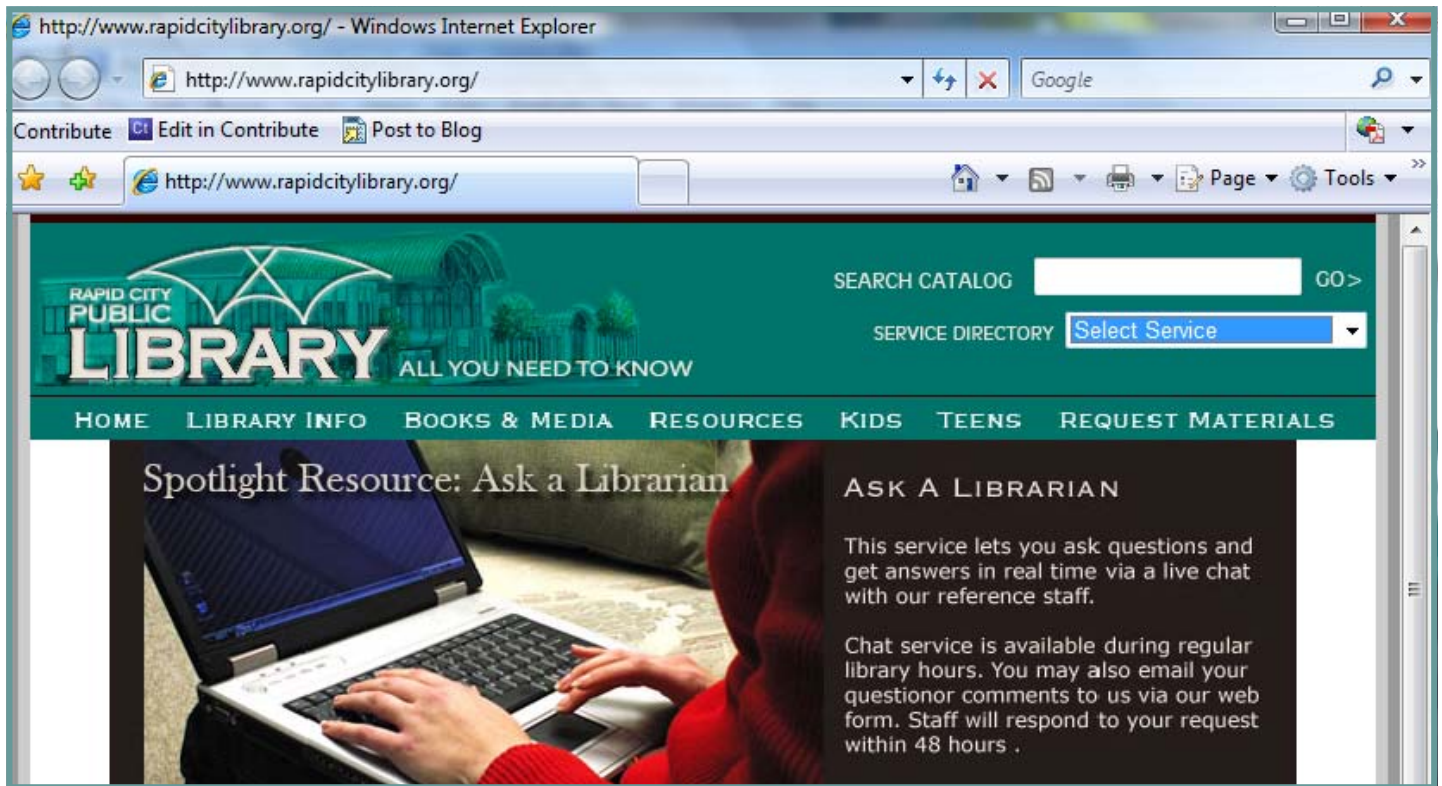 http://www.rapidcitylibrary.org/ - Windows Internet Explorer
http://www.rapidcitylibrary.org/
Google
Contribute Edit in Contribute Post to Blog
http://www.rapidcitylibrary.org/
Page Tools
RAPID CITY
PUBLIC
LIBRARY ALL YOU NEED TO KNOW
SEARCH CATALOG GO>
SERVICE DIRECTORY Select Service
HOME LIBRARY INFO BOOKS & MEDIA RESOURCES KIDS TEENS REQUEST MATERIALS
Spotlight Resource: Ask a Librarian
ASK A LIBRARIAN
This service lets you ask questions and
get answers in real time via a live chat
with our reference staff.
Chat service is available during regular
library hours. You may also email your
questionor comments to us via our web
form. Staff will respond to your request
within 48 hours .